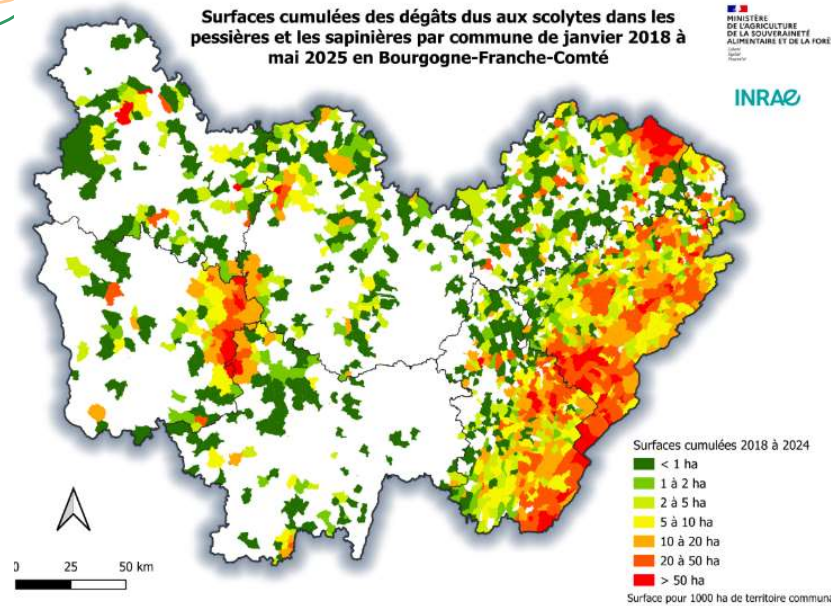 Surfaces cumulées des dégâts dus aux scolytes dans les
pessières et les sapinières par commune de janvier 2018 à
mai 2025 en Bourgogne-Franche-Comté
MINISTÈRE
DE L'AGRICULTURE
DE LA SOUVERAINETÉ
ALIMENTAIRE ET DE LA FORÊ
INRAE
Surfaces cumulées 2018 à 2024
< 1 ha
1 à 2 ha
2 à 5 ha
5 à 10 ha
10 à 20 ha
20 à 50 ha
> 50 ha
Surface pour 1000 ha de territoire communa
0 25 50 km